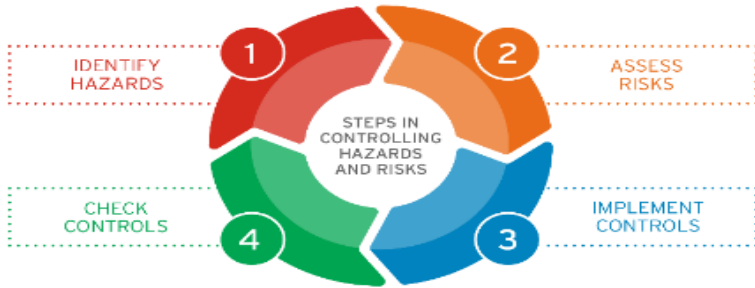 1
IDENTIFY
HAZARDS
2
ASSESS
RISKS
STEPS IN
CONTROLLING
HAZARDS
AND RISKS
3
IMPLEMENT
CONTROLS
4
CHECK
CONTROLS